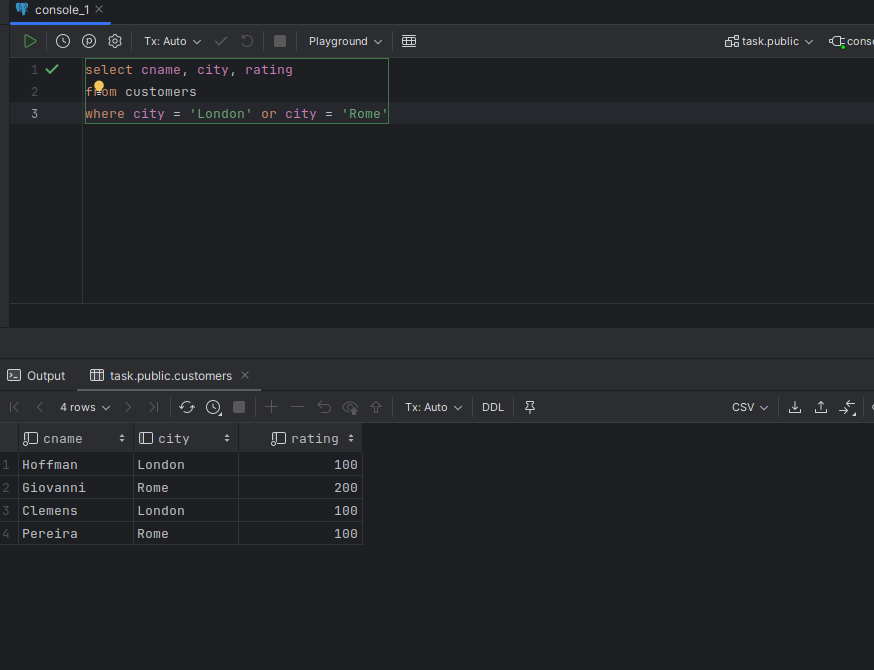 console_1
Tx: Auto
Playground
task.public
1 select cname, city, rating
2 from customers
3 where city = 'London' or city = 'Rome'
Output
task.public.customers
4 rows
Tx: Auto
DDL
CSV
cname city rating
1 Hoffman London 100
2 Giovanni Rome 200
3 Clemens London 100
4 Pereira Rome 100